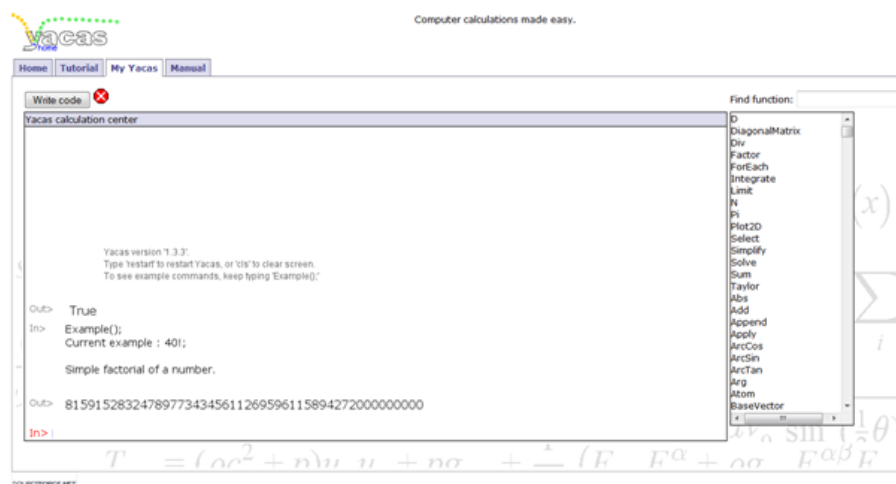 Computer calculations made easy.
yacas
home
Home Tutorial My Yacas Manual
Write code
Find function:
Yacas calculation center
D
DiagonalMatrix
Div
Factor
ForEach
Integrate
Limit
N
Pi
Plot2D
Select
Simplify
Solve
Sum
Taylor
Abs
Add
Append
Apply
ArcCos
ArcSin
ArcTan
Arg
Atom
BaseVector
Yacas version '1.3.3'.
Type 'restart' to restart Yacas, or 'cls' to clear screen.
To see example commands, keep typing 'Example();'
Out> True
In> Example();
Current example : 40!;
Simple factorial of a number.
Out> 815915283247897734345611269596115894272000000000
In>